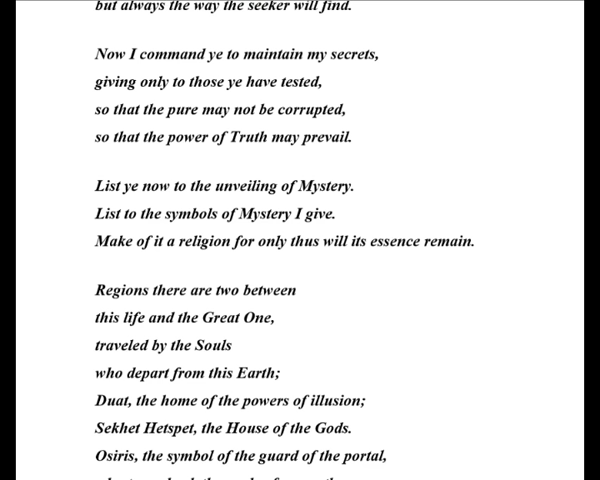 but always the way the seeker will find.
Now I command ye to maintain my secrets,
giving only to those ye have tested,
so that the pure may not be corrupted,
so that the power of Truth may prevail.
List ye now to the unveiling of Mystery.
List to the symbols of Mystery I give.
Make of it a religion for only thus will its essence remain.
Regions there are two between
this life and the Great One,
traveled by the Souls
who depart from this Earth;
Duat, the home of the powers of illusion;
Sekhet Hetspet, the House of the Gods.
Osiris, the symbol of the guard of the portal,